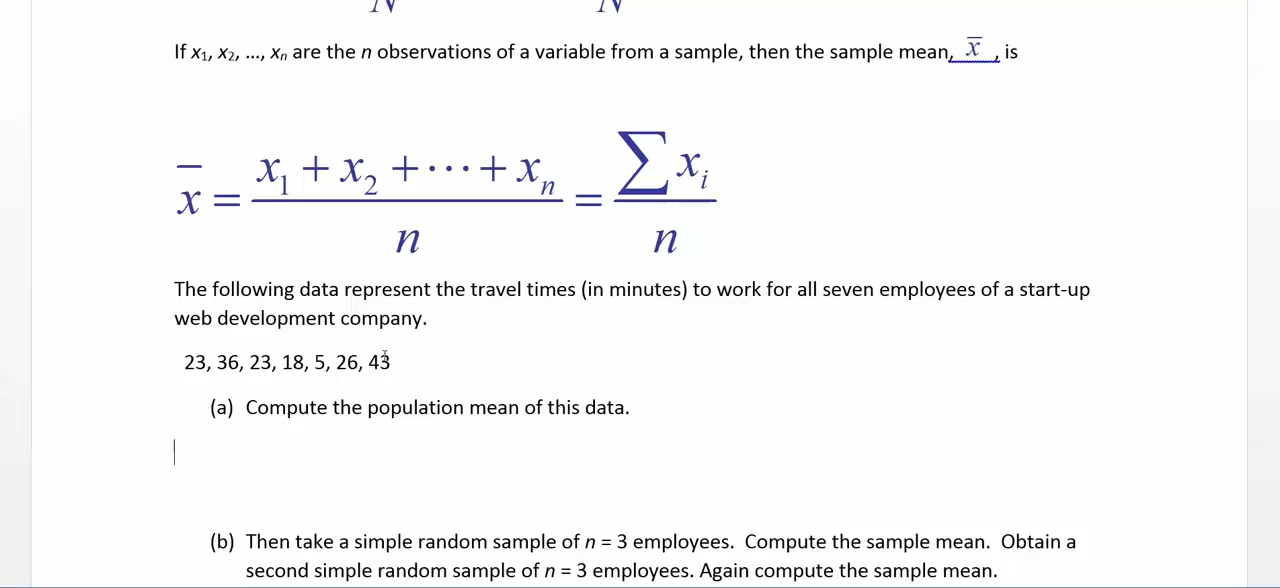 N N
If x₁, x₂, ..., xₙ are the n observations of a variable from a sample, then the sample mean, x̅ , is
x̅ = (x₁ + x₂ + ··· + xₙ) / n = ∑ xᵢ / n
The following data represent the travel times (in minutes) to work for all seven employees of a start-up
web development company.
23, 36, 23, 18, 5, 26, 43
(a) Compute the population mean of this data.
(b) Then take a simple random sample of n = 3 employees. Compute the sample mean. Obtain a
second simple random sample of n = 3 employees. Again compute the sample mean.